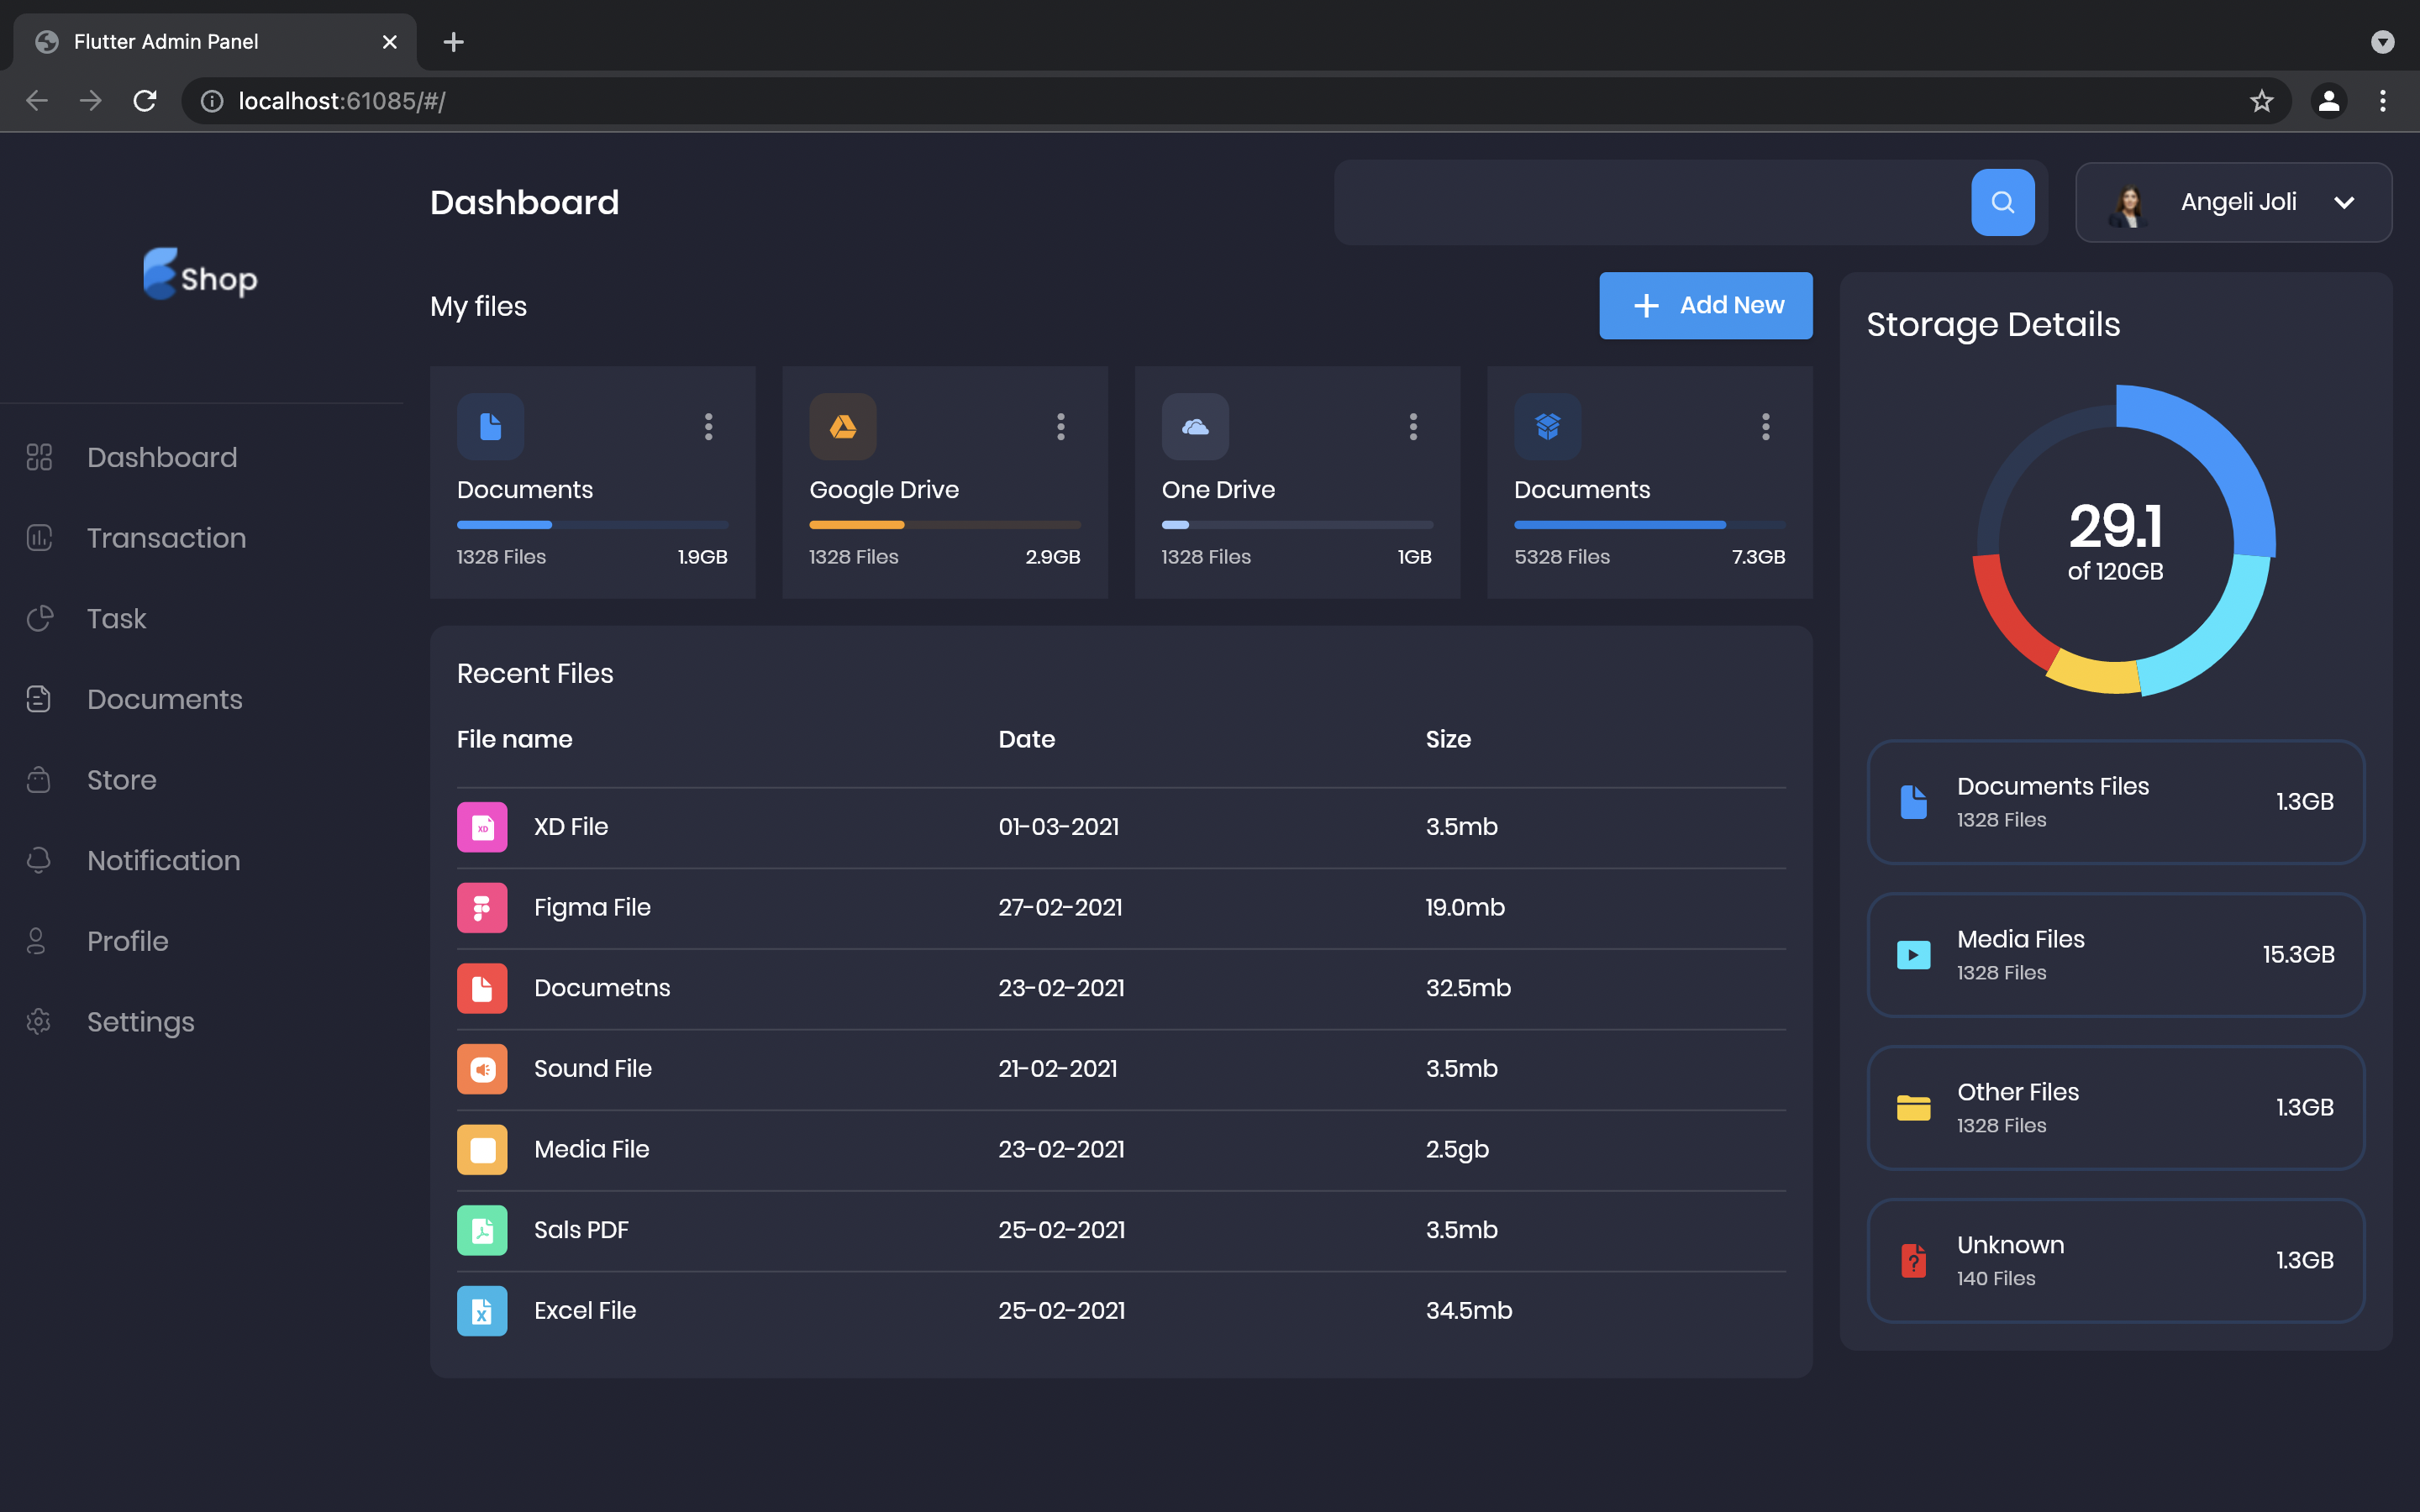 Flutter Admin Panel
localhost:61085/#/
Shop
Dashboard
Transaction
Task
Documents
Store
Notification
Profile
Settings
Dashboard
Angeli Joli
My files
Add New
Documents
1328 Files 1.9GB
Google Drive
1328 Files 2.9GB
One Drive
1328 Files 1GB
Documents
5328 Files 7.3GB
Recent Files
File name Date Size
XD
XD File 01-03-2021 3.5mb
Figma File 27-02-2021 19.0mb
Documetns 23-02-2021 32.5mb
Sound File 21-02-2021 3.5mb
Media File 23-02-2021 2.5gb
Sals PDF 25-02-2021 3.5mb
X
Excel File 25-02-2021 34.5mb
Storage Details
29.1
of 120GB
Documents Files
1328 Files
1.3GB
Media Files
1328 Files
15.3GB
Other Files
1328 Files
1.3GB
?
Unknown
140 Files
1.3GB